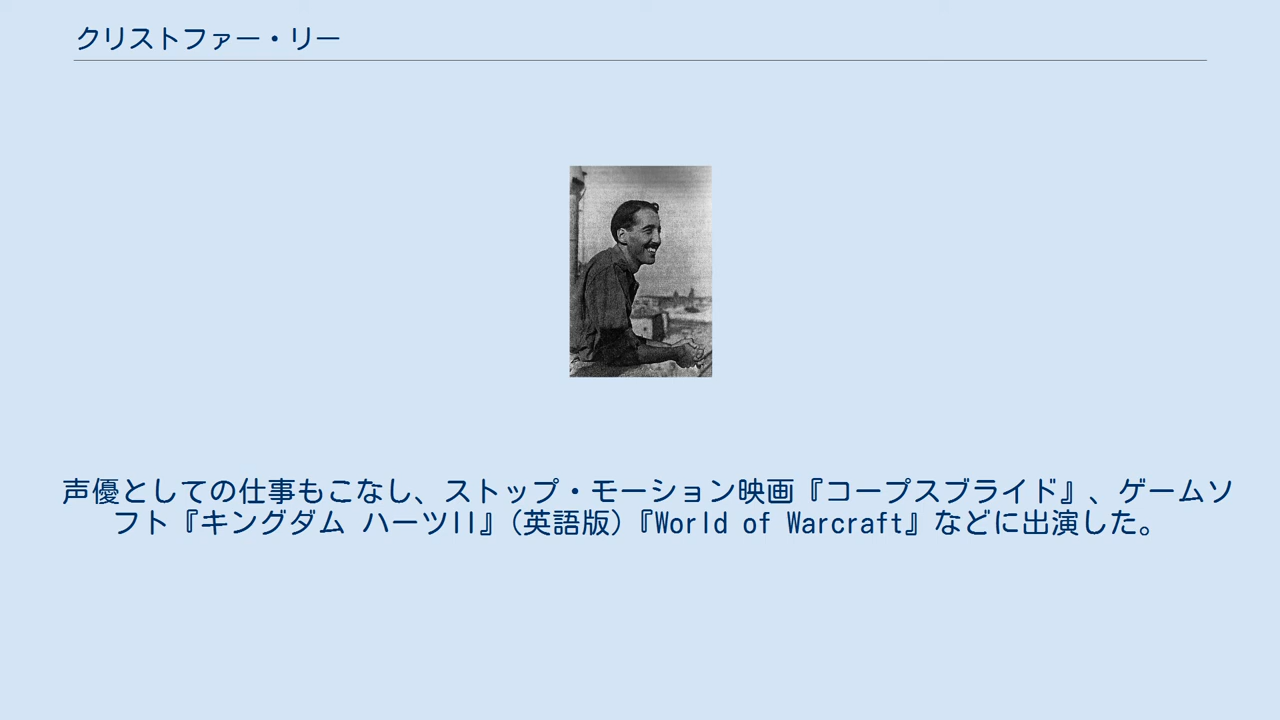 クリストファー・リー
声優としての仕事もこなし、ストップ・モーション映画『コープスブライド』、ゲームソ
フト『キングダム ハーツII』（英語版）『World of Warcraft』などに出演した。